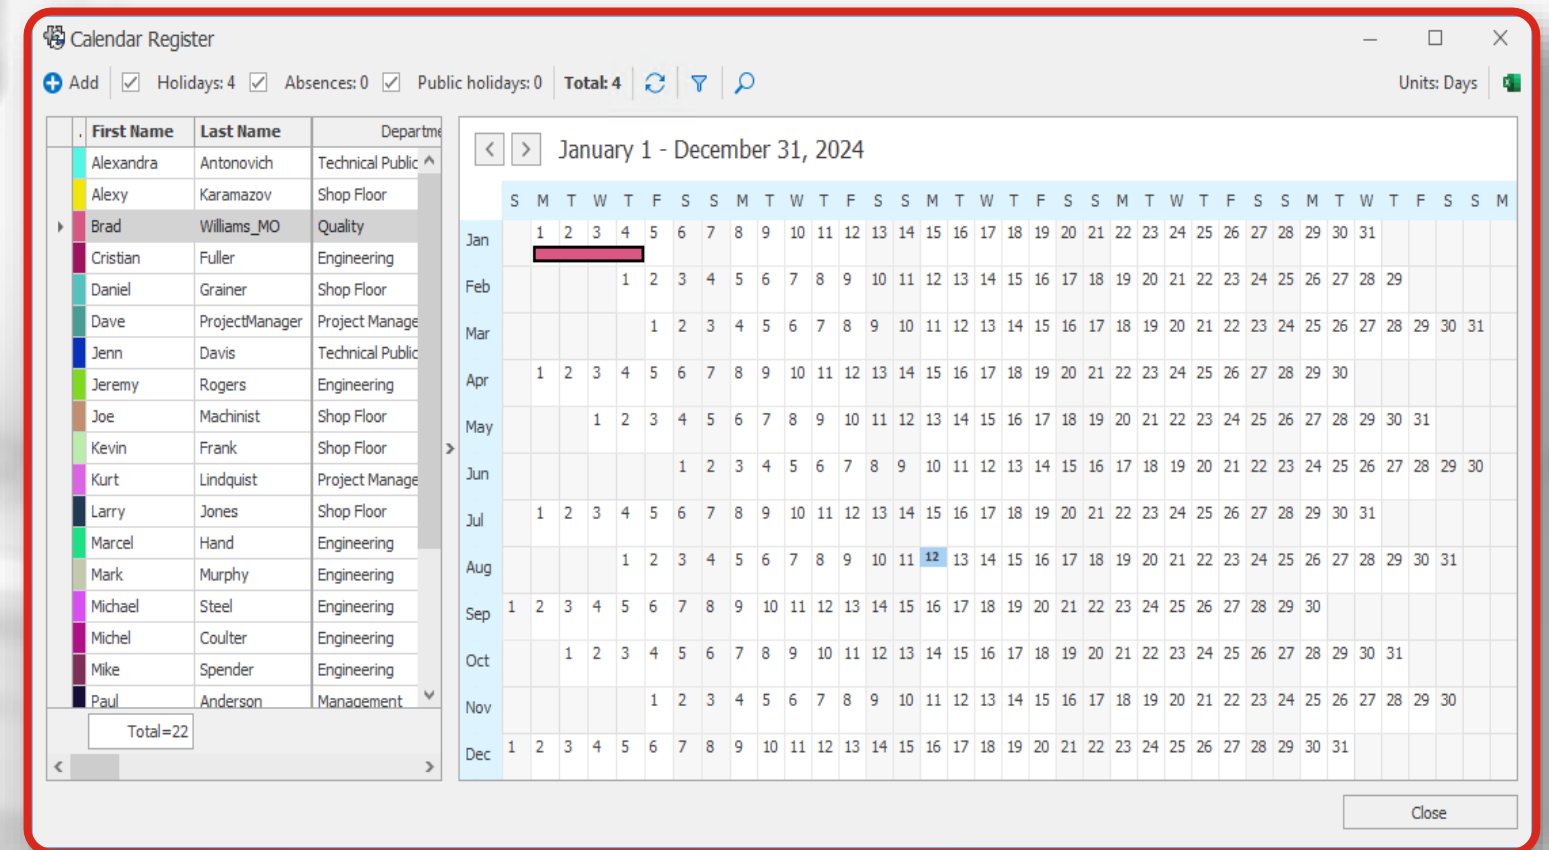 Calendar Register
Add Holidays: 4 Absences: 0 Public holidays: 0 Total: 4 Units: Days
. First Name Last Name Departme
Alexandra Antonovich Technical Public
Alexy Karamazov Shop Floor
Brad Williams_MO Quality
Cristian Fuller Engineering
Daniel Grainer Shop Floor
Dave ProjectManager Project Manage
Jenn Davis Technical Public
Jeremy Rogers Engineering
Joe Machinist Shop Floor
Kevin Frank Shop Floor
Kurt Lindquist Project Manage
Larry Jones Shop Floor
Marcel Hand Engineering
Mark Murphy Engineering
Michael Steel Engineering
Michel Coulter Engineering
Mike Spender Engineering
Paul Anderson Management
Total=22
January 1 - December 31, 2024
S M T W T F S S M T W T F S S M T W T F S S M T W T F S S M T W T F S S M
Jan 1 2 3 4 5 6 7 8 9 10 11 12 13 14 15 16 17 18 19 20 21 22 23 24 25 26 27 28 29 30 31
Feb 1 2 3 4 5 6 7 8 9 10 11 12 13 14 15 16 17 18 19 20 21 22 23 24 25 26 27 28 29
Mar 1 2 3 4 5 6 7 8 9 10 11 12 13 14 15 16 17 18 19 20 21 22 23 24 25 26 27 28 29 30 31
Apr 1 2 3 4 5 6 7 8 9 10 11 12 13 14 15 16 17 18 19 20 21 22 23 24 25 26 27 28 29 30
May 1 2 3 4 5 6 7 8 9 10 11 12 13 14 15 16 17 18 19 20 21 22 23 24 25 26 27 28 29 30 31
Jun 1 2 3 4 5 6 7 8 9 10 11 12 13 14 15 16 17 18 19 20 21 22 23 24 25 26 27 28 29 30
Jul 1 2 3 4 5 6 7 8 9 10 11 12 13 14 15 16 17 18 19 20 21 22 23 24 25 26 27 28 29 30 31
Aug 1 2 3 4 5 6 7 8 9 10 11 12 13 14 15 16 17 18 19 20 21 22 23 24 25 26 27 28 29 30 31
Sep 1 2 3 4 5 6 7 8 9 10 11 12 13 14 15 16 17 18 19 20 21 22 23 24 25 26 27 28 29 30
Oct 1 2 3 4 5 6 7 8 9 10 11 12 13 14 15 16 17 18 19 20 21 22 23 24 25 26 27 28 29 30 31
Nov 1 2 3 4 5 6 7 8 9 10 11 12 13 14 15 16 17 18 19 20 21 22 23 24 25 26 27 28 29 30
Dec 1 2 3 4 5 6 7 8 9 10 11 12 13 14 15 16 17 18 19 20 21 22 23 24 25 26 27 28 29 30 31
Close